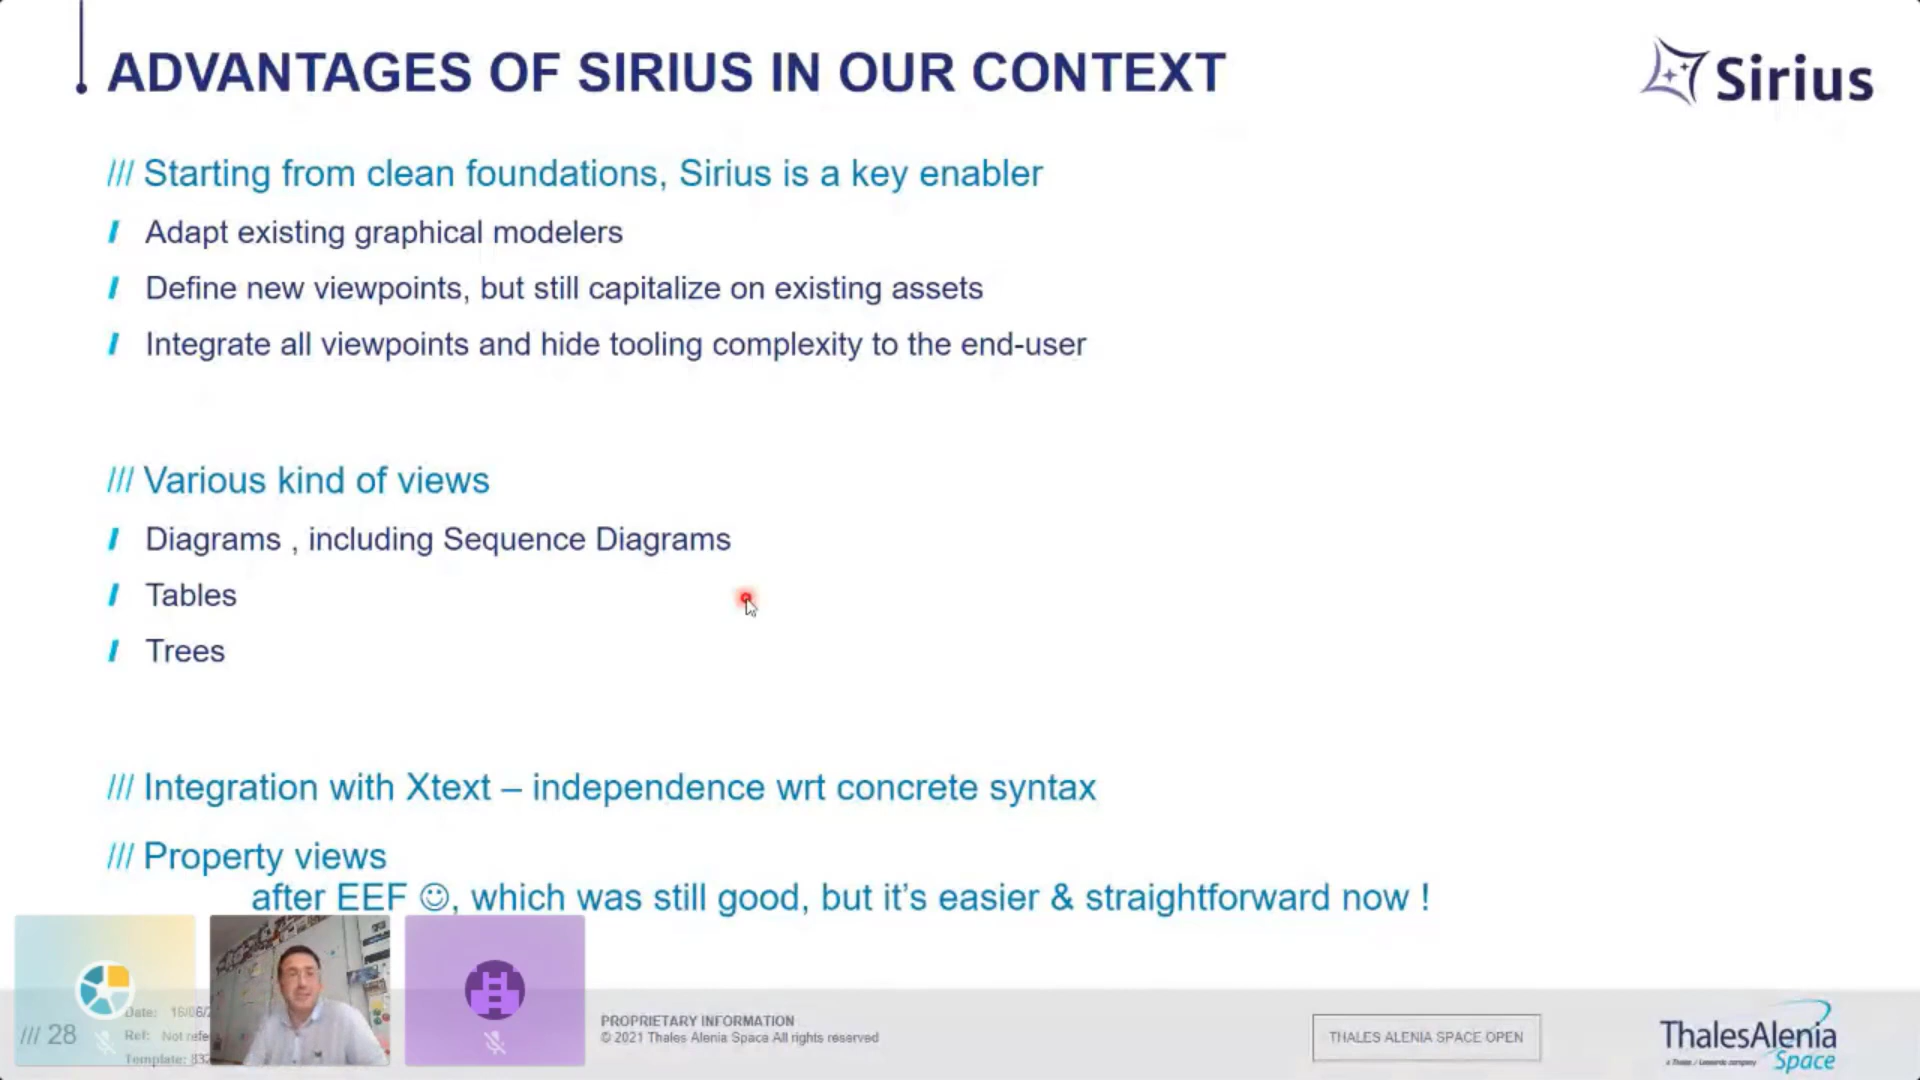 ADVANTAGES OF SIRIUS IN OUR CONTEXT
Sirius
/// Starting from clean foundations, Sirius is a key enabler
Adapt existing graphical modelers
Define new viewpoints, but still capitalize on existing assets
Integrate all viewpoints and hide tooling complexity to the end-user
/// Various kind of views
Diagrams , including Sequence Diagrams
Tables
Trees
/// Integration with Xtext – independence wrt concrete syntax
/// Property views
after EEF ☺, which was still good, but it's easier & straightforward now !
/// 28
Date:
Ref: Not refe
Template: 832
PROPRIETARY INFORMATION
© 2021 Thales Alenia Space All rights reserved
THALES ALENIA SPACE OPEN
ThalesAlenia
a Thales / Leonardo company
Space